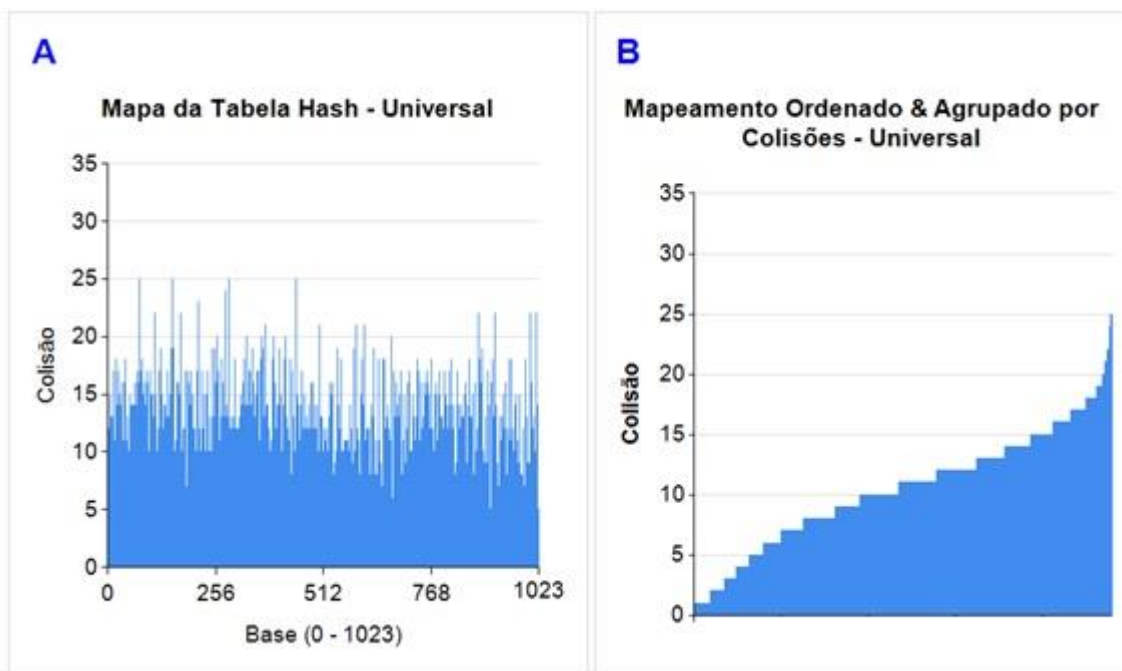 A
Mapa da Tabela Hash - Universal
35
30
25
20
15
10
5
0
Colisão
0 256 512 768 1023
Base (0 - 1023)
B
Mapeamento Ordenado & Agrupado por
Colisões - Universal
35
30
25
20
15
10
5
0
Colisão